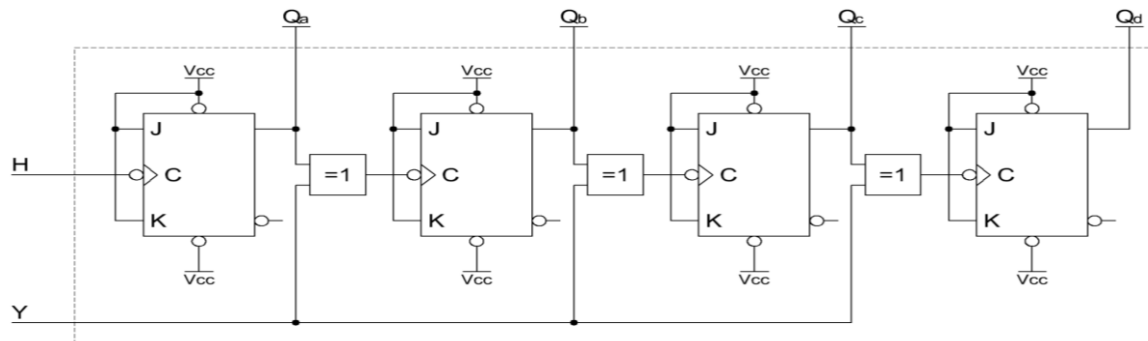 Qa Qb Qc Qd
Vcc Vcc Vcc Vcc
J J J J
H C =1 C =1 C =1 C
K K K K
Vcc Vcc Vcc Vcc
Y